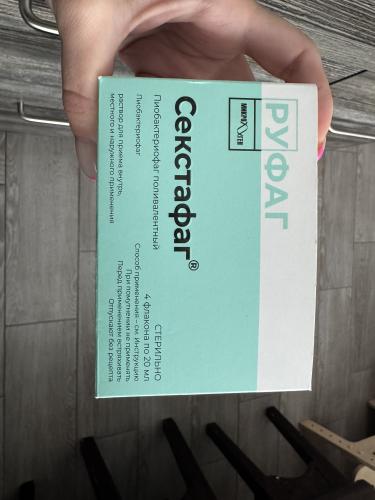 РУФАГ
МИКРОГЕН
Секстафаг®
Пиобактериофаг поливалентный
Пиобактериофаг
раствор для приема внутрь,
местного и наружного применения
СТЕРИЛЬНО
4 флакона по 20 мл
Способ применения – см. Инструкцию
При помутнении не применять
Перед применением встряхивать
Отпускают без рецепта